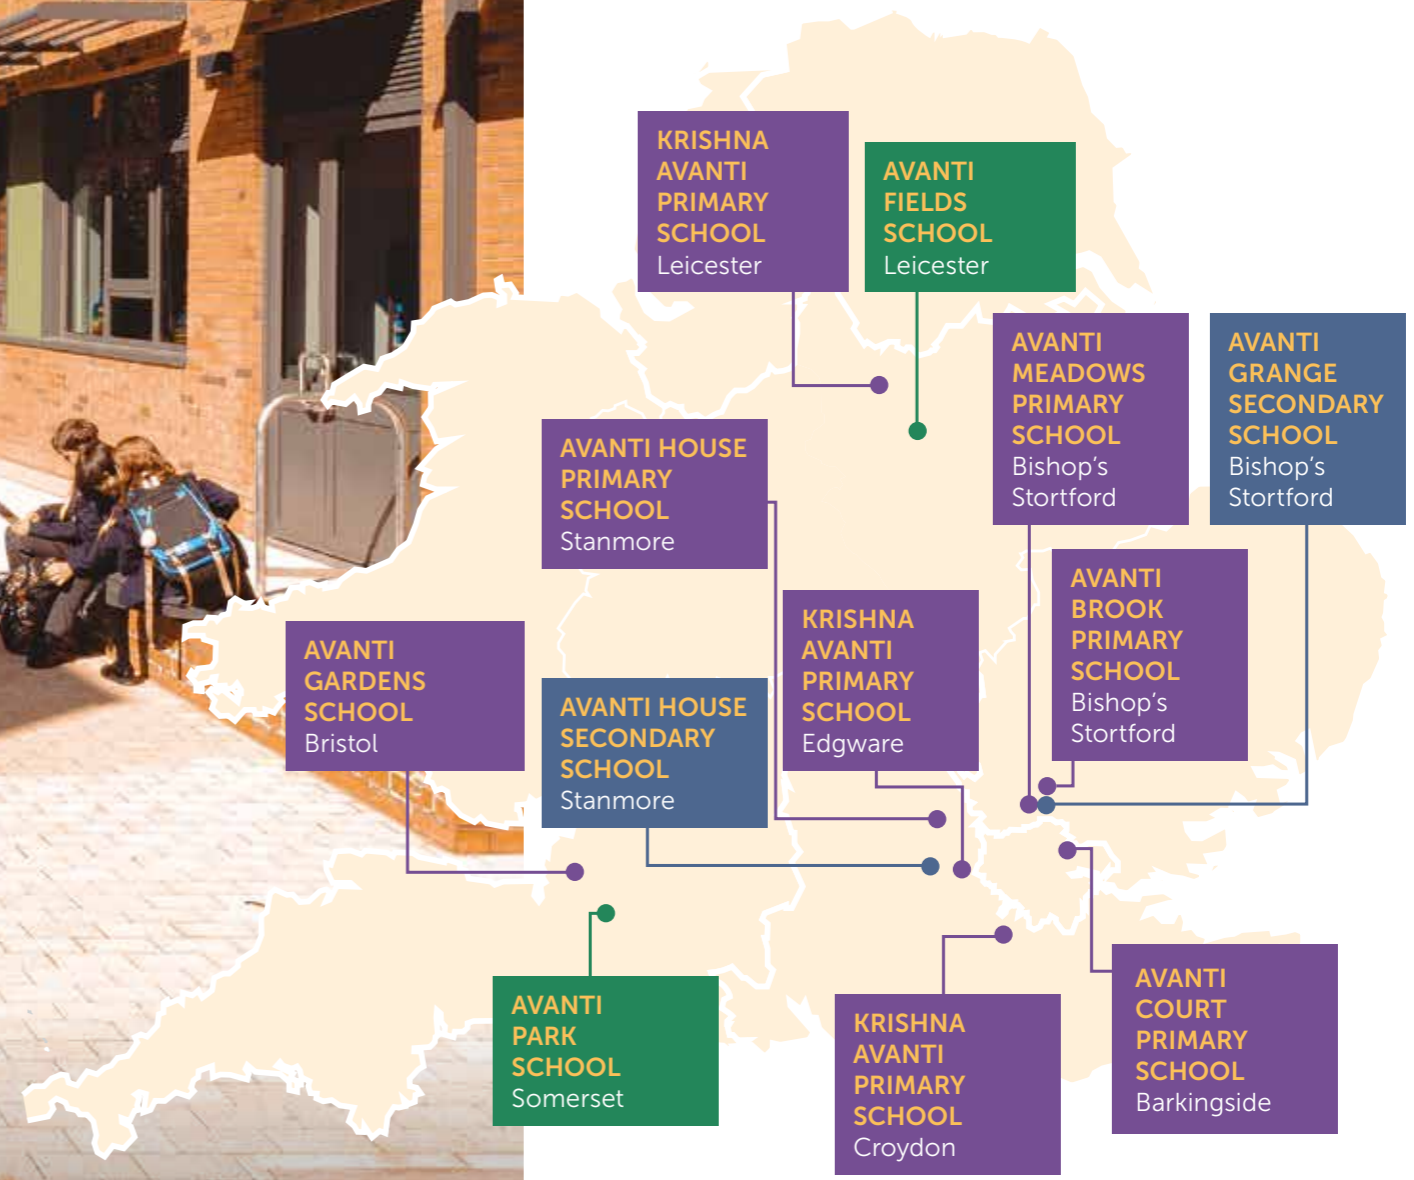 KRISHNA
AVANTI
PRIMARY
SCHOOL
Leicester
AVANTI
FIELDS
SCHOOL
Leicester
AVANTI
MEADOWS
PRIMARY
SCHOOL
Bishop's
Stortford
AVANTI
GRANGE
SECONDARY
SCHOOL
Bishop's
Stortford
AVANTI HOUSE
PRIMARY
SCHOOL
Stanmore
AVANTI
BROOK
PRIMARY
SCHOOL
Bishop's
Stortford
KRISHNA
AVANTI
PRIMARY
SCHOOL
Edgware
AVANTI
GARDENS
SCHOOL
Bristol
AVANTI HOUSE
SECONDARY
SCHOOL
Stanmore
AVANTI
PARK
SCHOOL
Somerset
KRISHNA
AVANTI
PRIMARY
SCHOOL
Croydon
AVANTI
COURT
PRIMARY
SCHOOL
Barkingside